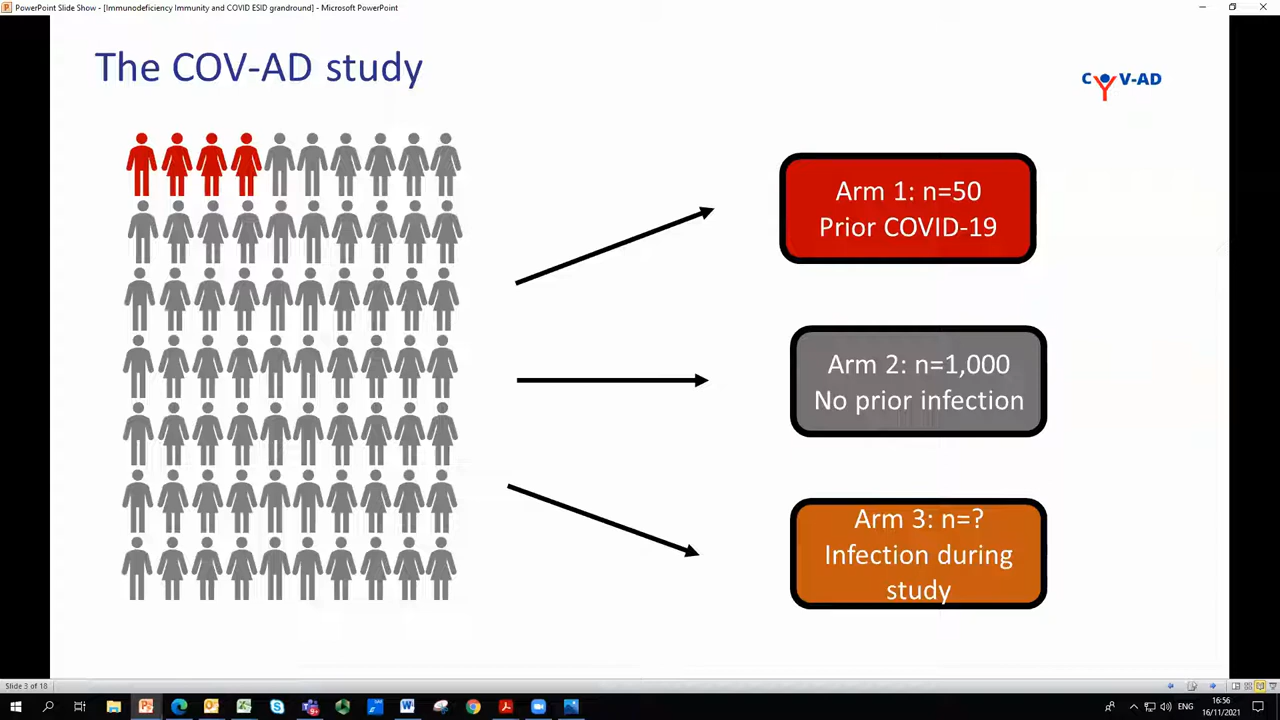 PowerPoint Slide Show - [Immunodeficiency Immunity and COVID ESID grandround] - Microsoft PowerPoint
The COV-AD study
C V-AD
Arm 1: n=50
Prior COVID-19
Arm 2: n=1,000
No prior infection
Arm 3: n=?
Infection during
study
Slide 3 of 18
16:56
16/11/2021